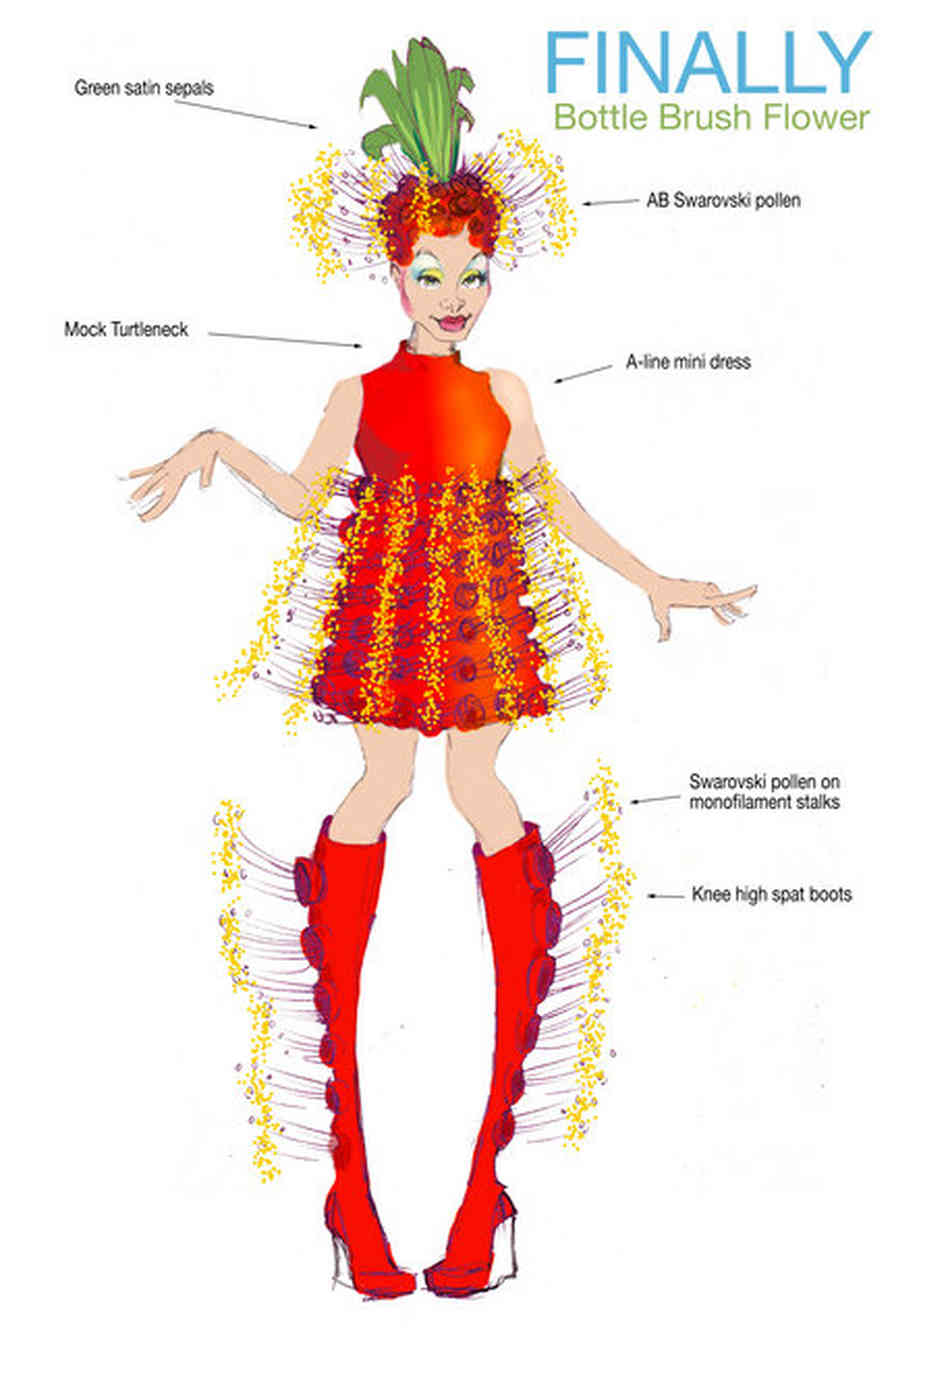 FINALLY
Bottle Brush Flower
Green satin sepals
AB Swarovski pollen
Mock Turtleneck
A-line mini dress
Swarovski pollen on
monofilament stalks
Knee high spat boots